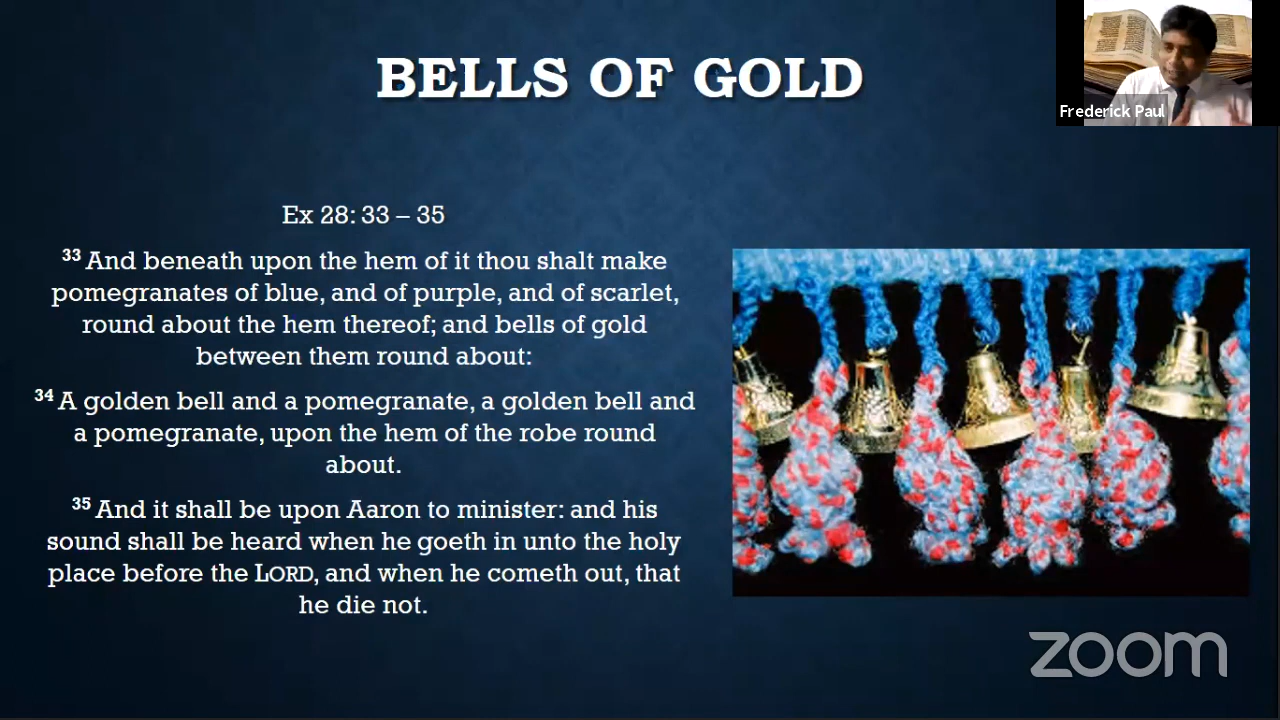 BELLS OF GOLD
Frederick Paul
Ex 28: 33 – 35
33 And beneath upon the hem of it thou shalt make
pomegranates of blue, and of purple, and of scarlet,
round about the hem thereof; and bells of gold
between them round about:
34 A golden bell and a pomegranate, a golden bell and
a pomegranate, upon the hem of the robe round
about.
35 And it shall be upon Aaron to minister: and his
sound shall be heard when he goeth in unto the holy
place before the LORD, and when he cometh out, that
he die not.
zoom